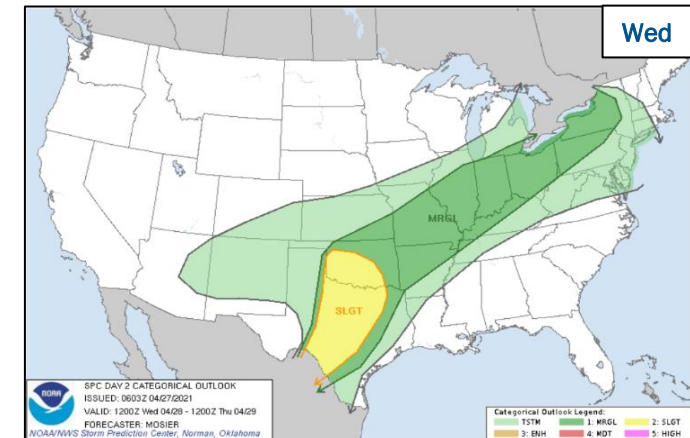 Wed
MRGL
SLGT
NOAA
SPC DAY 2 CATEGORICAL OUTLOOK
ISSUED: 0603Z 04/27/2021
VALID: 1200Z Wed 04/28 - 1200Z Thu 04/29
FORECASTER: MOSIER
NOAA/NWS Storm Prediction Center, Norman, Oklahoma
Categorical Outlook Legend:
TSTM 1: MRGL 2: SLGT
3: ENH 4: MDT 5: HIGH